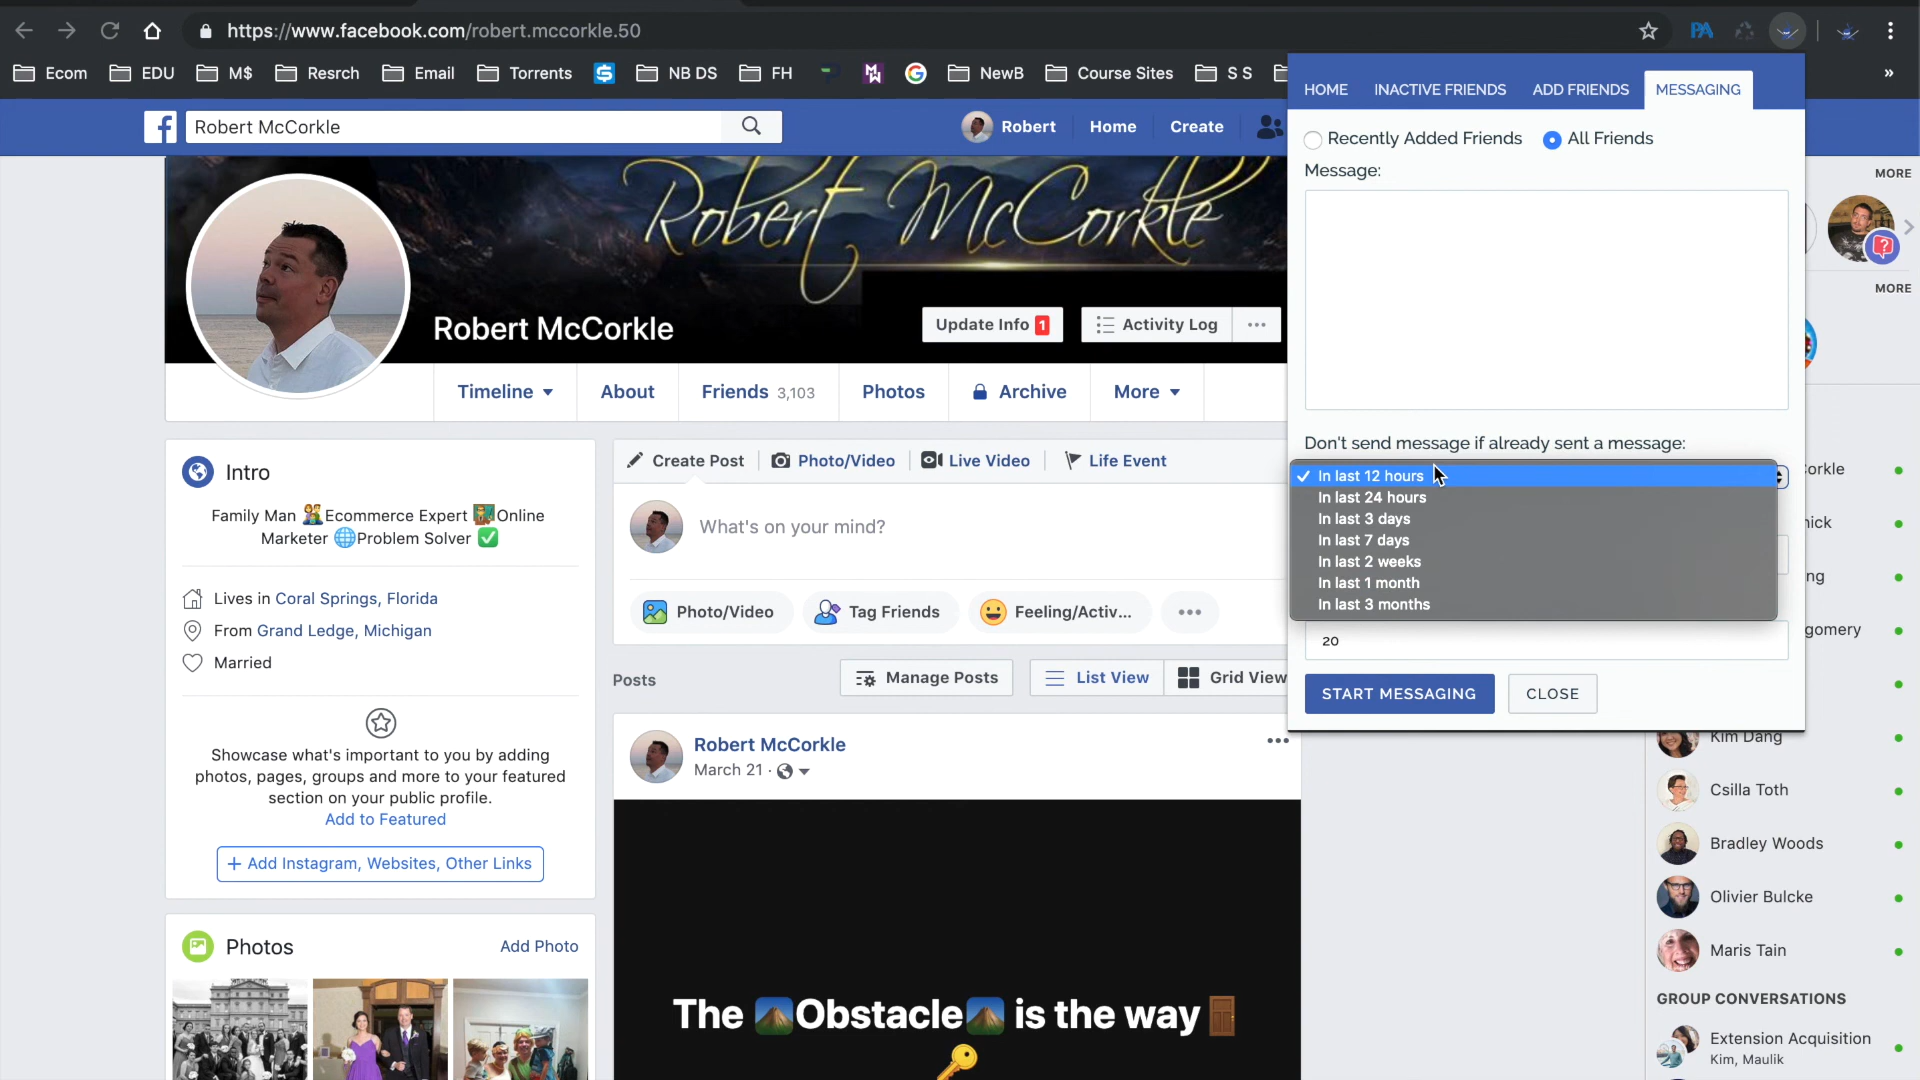 https://www.facebook.com/robert.mccorkle.50
PA
Ecom
EDU
M$
Resrch
Email
Torrents
NB DS
FH
NewB
Course Sites
S S
»
Robert McCorkle
Robert
Home
Create
HOME
INACTIVE FRIENDS
ADD FRIENDS
MESSAGING
Recently Added Friends
All Friends
Message:
Don't send message if already sent a message:
✓ In last 12 hours
In last 24 hours
In last 3 days
In last 7 days
In last 2 weeks
In last 1 month
In last 3 months
20
START MESSAGING
CLOSE
Robert McCorkle
Robert McCorkle
Update Info 1
Activity Log
Timeline
About
Friends 3,103
Photos
Archive
More
Intro
Family Man 👫Ecommerce Expert 👨‍🏫Online
Marketer 🌐Problem Solver ✅
Lives in Coral Springs, Florida
From Grand Ledge, Michigan
Married
Showcase what's important to you by adding
photos, pages, groups and more to your featured
section on your public profile.
Add to Featured
+ Add Instagram, Websites, Other Links
Photos
Add Photo
Create Post
Photo/Video
Live Video
Life Event
What's on your mind?
Photo/Video
Tag Friends
Feeling/Activ...
Posts
Manage Posts
List View
Grid View
Robert McCorkle
March 21 ·
The 🌋Obstacle🌋 is the way🚪
🔑
MORE
MORE
orkle
nick
ng
gomery
Kim Dang
Csilla Toth
Bradley Woods
Olivier Bulcke
Maris Tain
GROUP CONVERSATIONS
Extension Acquisition
Kim, Maulik